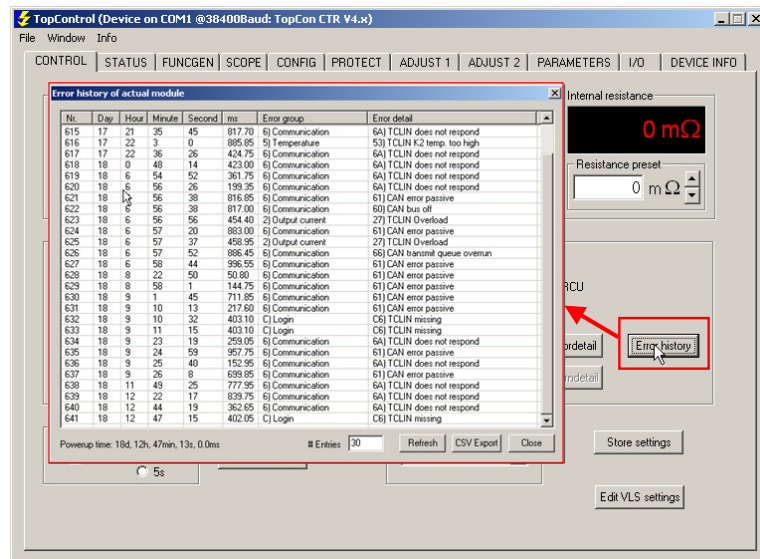 TopControl (Device on COM1 @38400Baud: TopCon CTR V4.x)
File Window Info
CONTROL STATUS FUNCGEN SCOPE CONFIG PROTECT ADJUST 1 ADJUST 2 PARAMETERS I/O DEVICE INFO
Error history of actual module
Nr. Day Hour Minute Second ms Error group Error detail
615 17 21 35 45 817.70 6) Communication 6A) TCLIN does not respond
616 17 22 3 0 885.85 5) Temperature 53) TCLIN K2 temp. too high
617 17 22 36 26 424.75 6) Communication 6A) TCLIN does not respond
618 18 0 48 14 423.00 6) Communication 6A) TCLIN does not respond
619 18 6 54 52 361.75 6) Communication 6A) TCLIN does not respond
620 18 6 56 26 199.35 6) Communication 6A) TCLIN does not respond
621 18 6 56 38 816.85 6) Communication 61) CAN error passive
622 18 6 56 38 817.00 6) Communication 60) CAN bus off
623 18 6 56 56 454.40 2) Output current 27) TCLIN Overload
624 18 6 57 20 883.00 6) Communication 61) CAN error passive
625 18 6 57 37 458.95 2) Output current 27) TCLIN Overload
626 18 6 57 52 886.45 6) Communication 66) CAN transmit queue overrun
627 18 6 58 44 996.55 6) Communication 61) CAN error passive
628 18 8 22 50 50.80 6) Communication 61) CAN error passive
629 18 8 58 1 144.75 6) Communication 61) CAN error passive
630 18 9 1 45 711.85 6) Communication 61) CAN error passive
631 18 9 10 13 217.60 6) Communication 61) CAN error passive
632 18 9 10 32 403.10 C) Login C6) TCLIN missing
633 18 9 11 15 403.10 C) Login C6) TCLIN missing
634 18 9 23 19 259.05 6) Communication 6A) TCLIN does not respond
635 18 9 24 59 957.75 6) Communication 61) CAN error passive
636 18 9 25 40 152.95 6) Communication 6A) TCLIN does not respond
637 18 9 26 8 699.85 6) Communication 61) CAN error passive
638 18 11 49 25 777.95 6) Communication 6A) TCLIN does not respond
639 18 12 22 17 839.75 6) Communication 6A) TCLIN does not respond
640 18 12 44 19 362.65 6) Communication 6A) TCLIN does not respond
641 18 12 47 15 402.05 C) Login C6) TCLIN missing
Powerup time: 18d, 12h, 47min, 13s, 0.0ms # Entries 30 Refresh CSV Export Close
Internal resistance
0 mΩ
Resistance preset
0 mΩ
RCU
rdetail Error history
ndetail
Store settings
5s
Edit VLS settings